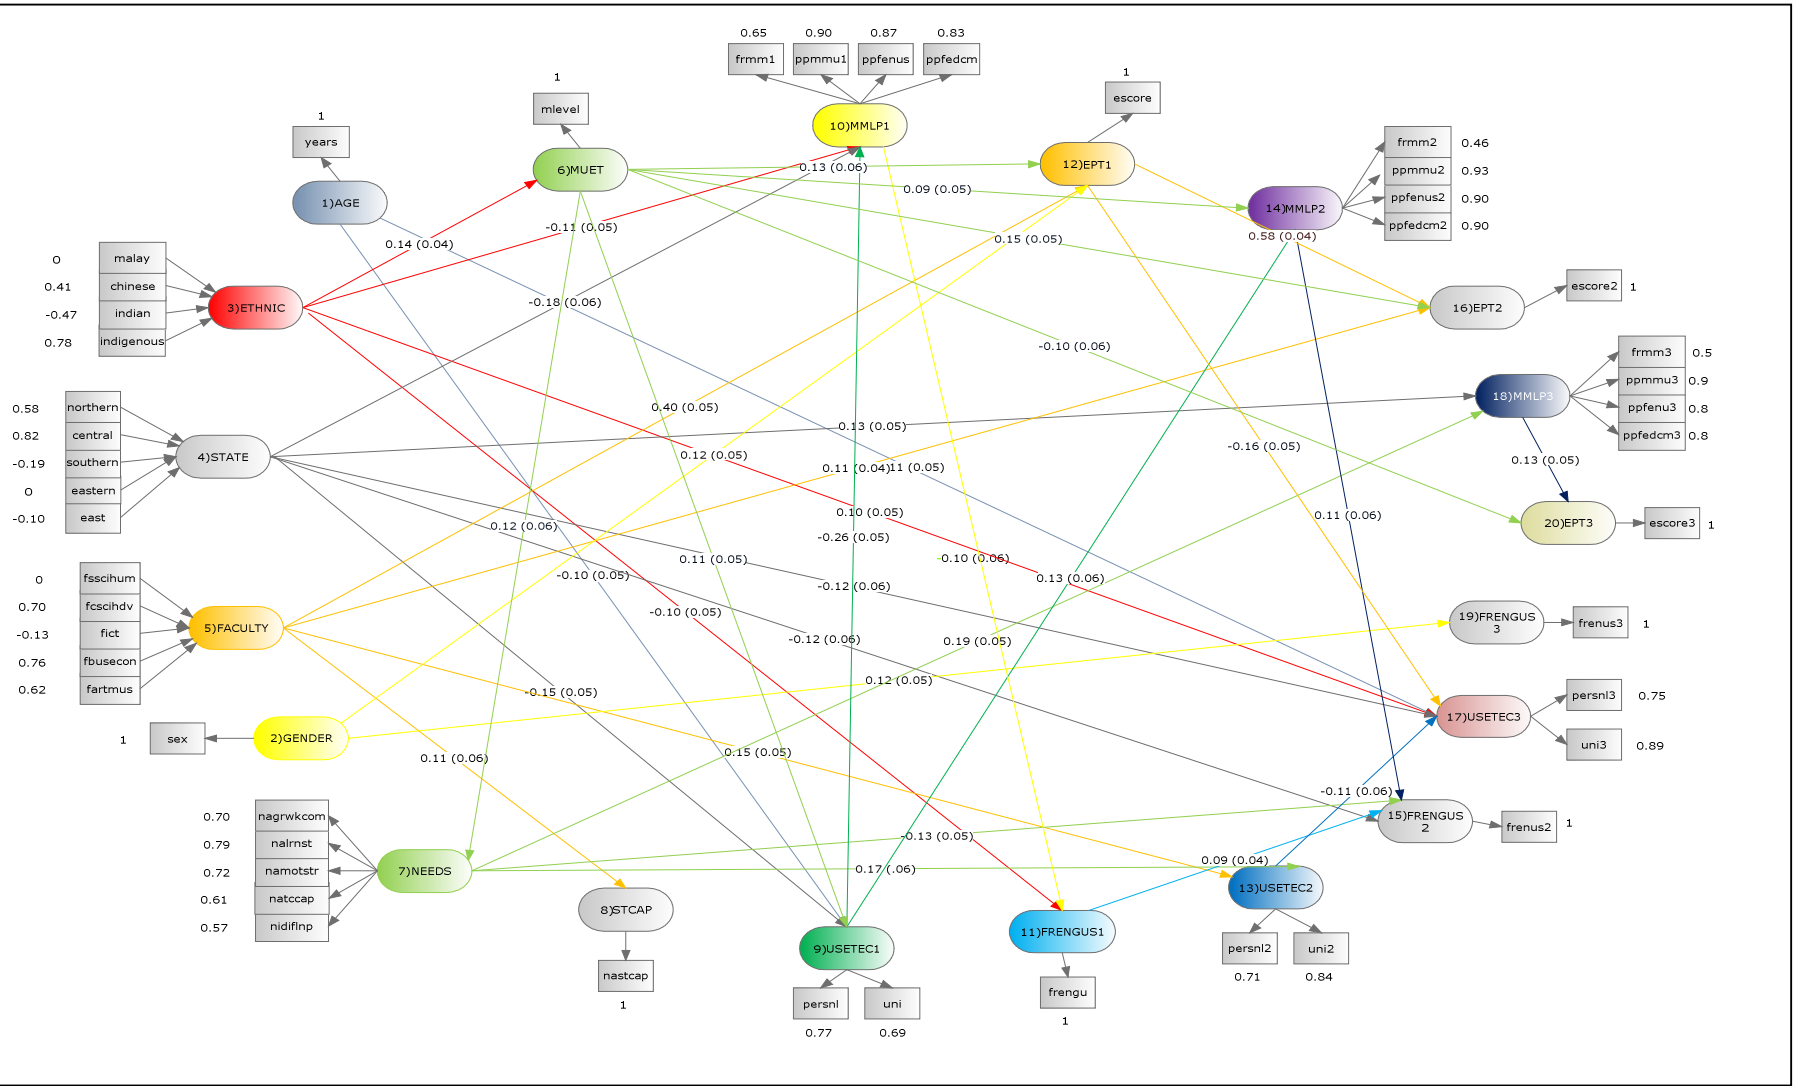 0.65
0.90
0.87
0.83
frmm1
ppmmu1
ppfenus
ppfedcm
1
mlevel
1
escore
1
years
10)MMLP1
12)EPT1
6)MUET
1)AGE
0.13 (0.06)
0.09 (0.05)
14)MMLP2
frmm2
0.46
ppmmu2
0.93
ppfenus2
0.90
ppfedcm2
0.90
0.14 (0.04)
-0.11 (0.05)
0.15 (0.05)
0.58 (0.04)
0
malay
0.41
chinese
-0.47
indian
0.78
indigenous
3)ETHNIC
-0.18 (0.06)
16)EPT2
escore2
1
-0.10 (0.06)
frmm3
0.5
ppmmu3
0.9
ppfenu3
0.8
ppfedcm3
0.8
18)MMLP3
0.58
northern
0.82
central
-0.19
southern
0
eastern
-0.10
east
4)STATE
0.40 (0.05)
0.13 (0.05)
0.12 (0.05)
-0.16 (0.05)
0.11 (0.04)
11 (0.05)
0.13 (0.05)
0.10 (0.05)
0.12 (0.06)
-0.26 (0.05)
0.11 (0.06)
20)EPT3
escore3
1
0.11 (0.05)
-0.10 (0.06)
-0.10 (0.05)
-0.12 (0.06)
0.13 (0.06)
0
fsscihum
0.70
fcscihdv
-0.13
fict
0.76
fbusecon
0.62
fartmus
5)FACULTY
-0.10 (0.05)
-0.12 (0.06)
0.19 (0.05)
19)FRENGUS
3
frenus3
1
0.12 (0.05)
-0.15 (0.05)
persnl3
0.75
17)USETEC3
uni3
0.89
1
sex
2)GENDER
0.11 (0.06)
0.15 (0.05)
-0.11 (0.06)
0.70
nagrwkcom
0.79
nalrnst
0.72
namotstr
0.61
natccap
0.57
nidiflnp
7)NEEDS
-0.13 (0.05)
0.17(.06)
0.09 (0.04)
15)FRENGUS
2
frenus2
1
13)USETEC2
8)STCAP
9)USETEC1
11)FRENGUS1
persnl2
uni2
0.71
0.84
nastcap
1
persnl
uni
0.77
0.69
frengu
1